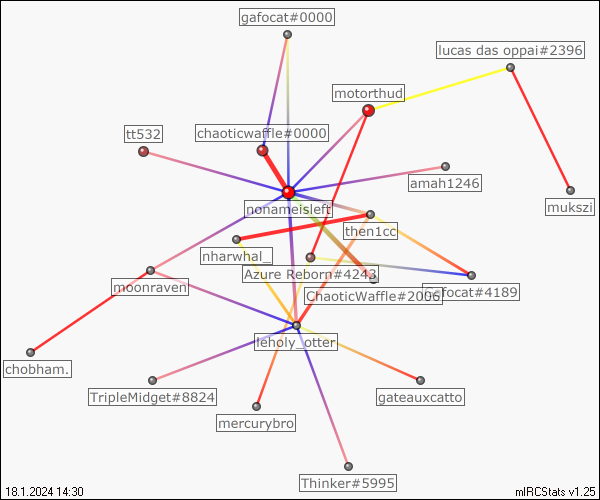 gafocat#0000
lucas das oppai#2396
motorthud
tt532
chaoticwaffle#0000
amah1246
mukszi
nonameisleft
then1cc
nharwhal_
Azure Reborn#4243
moonraven
ChaoticWaffle#2006
Gafocat#4189
leholy_otter
chobham.
TripleMidget#8824
gateauxcatto
mercurybro
Thinker#5995
18.1.2024 14:30
mIRCStats v1.25